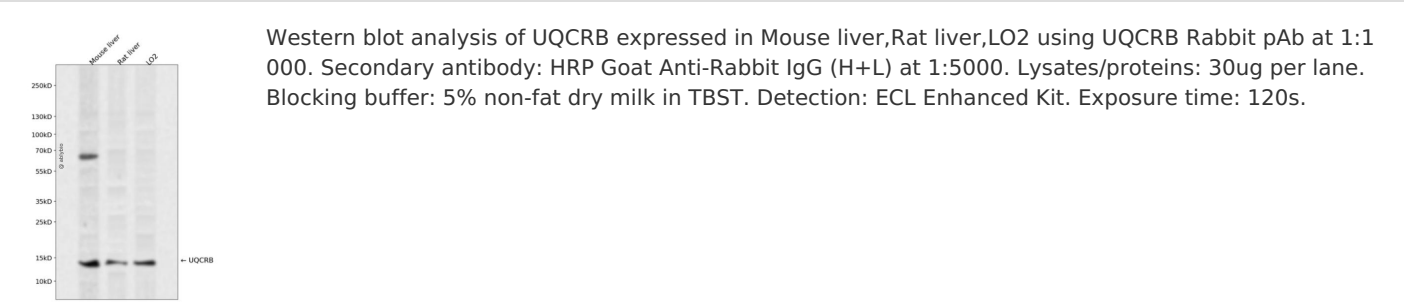 Mouse liver
Rat liver
LO2
250kD
130kD
100kD
70kD
55kD
35kD
25kD
15kD
10kD
← UQCRB
Western blot analysis of UQCRB expressed in Mouse liver,Rat liver,LO2 using UQCRB Rabbit pAb at 1:1
000. Secondary antibody: HRP Goat Anti-Rabbit IgG (H+L) at 1:5000. Lysates/proteins: 30ug per lane.
Blocking buffer: 5% non-fat dry milk in TBST. Detection: ECL Enhanced Kit. Exposure time: 120s.